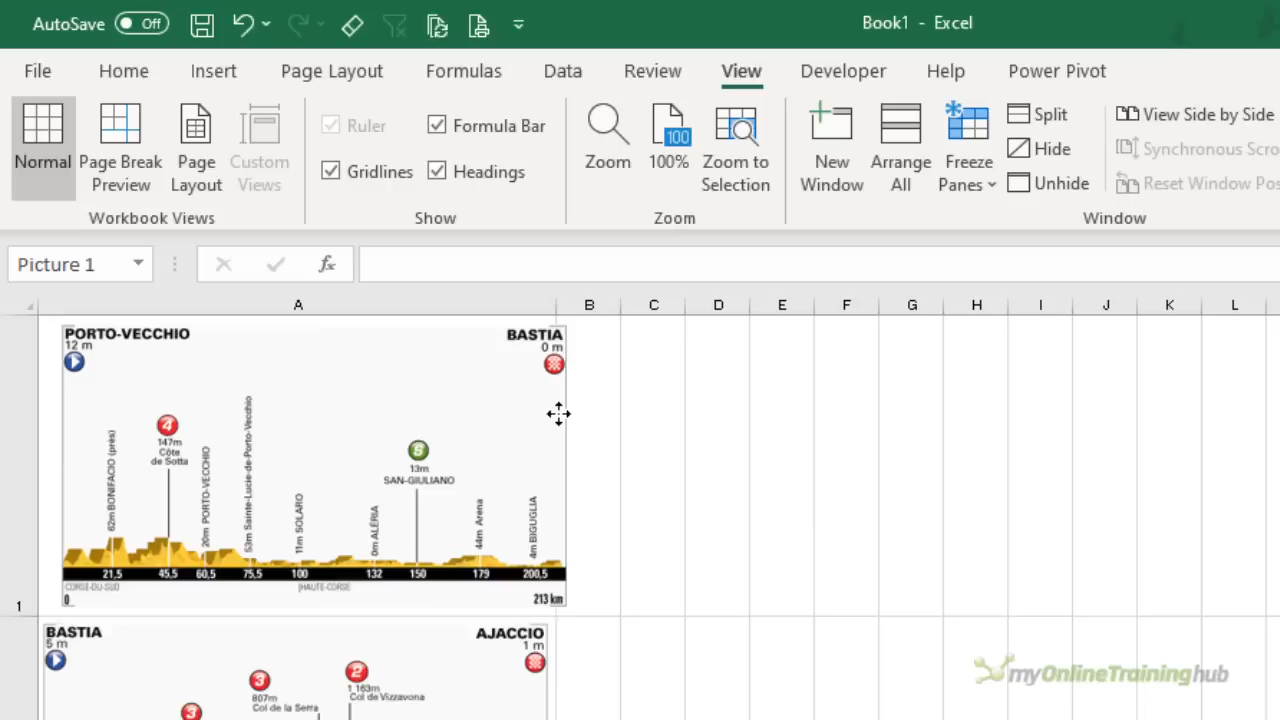 AutoSave Off
Book1 - Excel
File Home Insert Page Layout Formulas Data Review View Developer Help Power Pivot
Normal
Page Break Preview
Page Layout
Custom Views
Workbook Views
Ruler
Formula Bar
Gridlines
Headings
Show
Zoom
100
100%
Zoom to Selection
Zoom
New Window
Arrange All
Freeze Panes
Split
Hide
Unhide
View Side by Side
Synchronous Scro
Reset Window Pos
Window
Picture 1
fx
A B C D E F G H I J K L
1
PORTO-VECCHIO
12 m
BASTIA
0 m
62m BONIFACIO (près)
4
147m
Côte
de Sotta
20m PORTO-VECCHIO
53m Sainte-Lucie-de-Porto-Vecchio
11m SOLARO
0m ALÉRIA
S
13m
SAN-GIULIANO
44m Arena
4m BIGUGLIA
21,5 45,5 60,5 75,5 100 132 150 179 200,5
CORSE-DU-SUD
HAUTE-CORSE
0
213 km
BASTIA
5 m
AJACCIO
1 m
3
807m
Col de la Serra
2
1 163m
Col de Vizzavona
3
myOnlineTraininghub